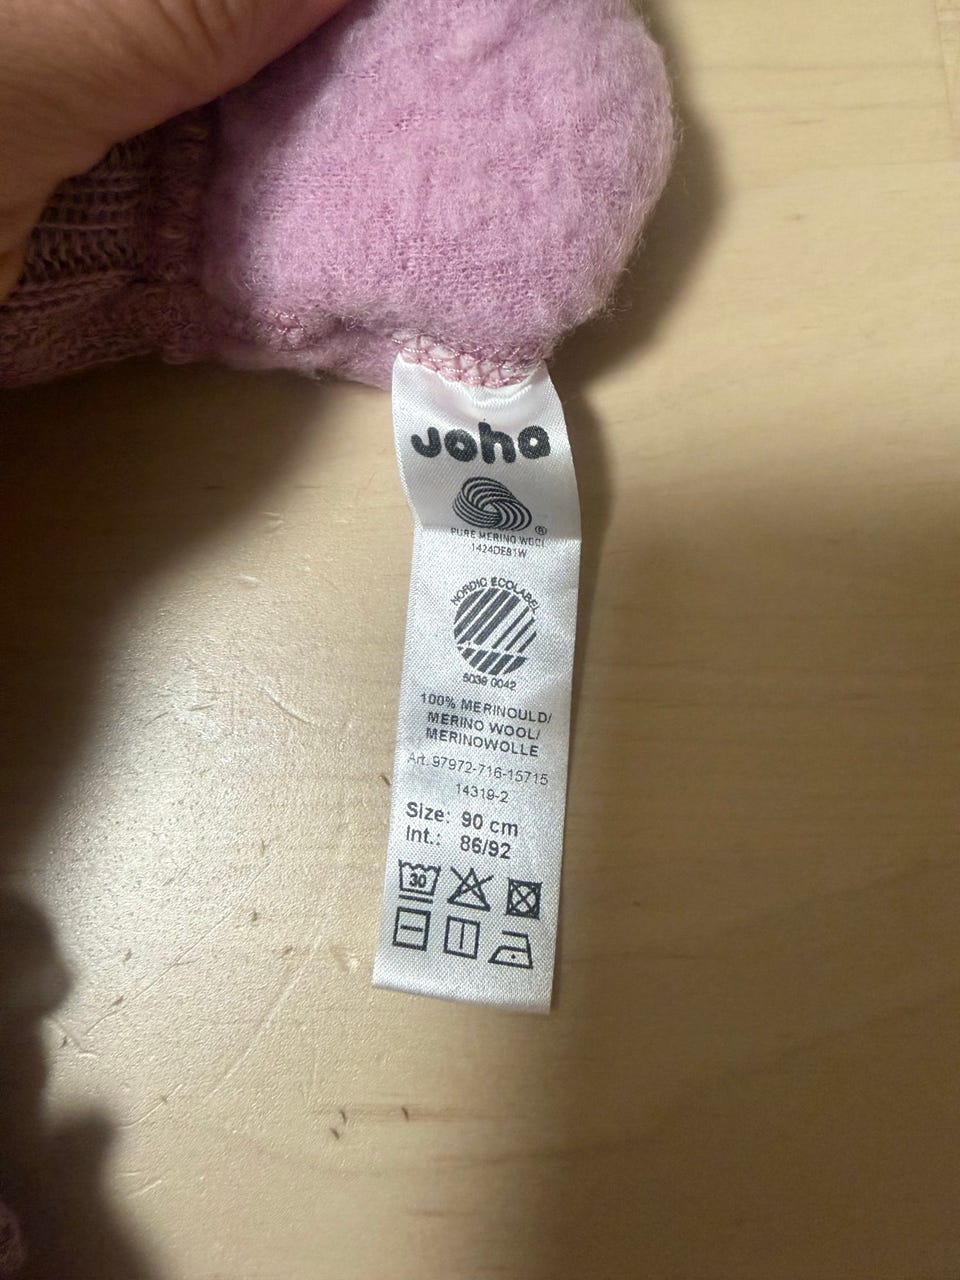 Joha
®
PURE MERINO WOOL
1424DE81W
NORDIC ECOLABEL
5039 0042
100% MERINOULD/
MERINO WOOL/
MERINOWOLLE
Art. 97972-716-15715
14319-2
Size: 90 cm
Int.: 86/92
30